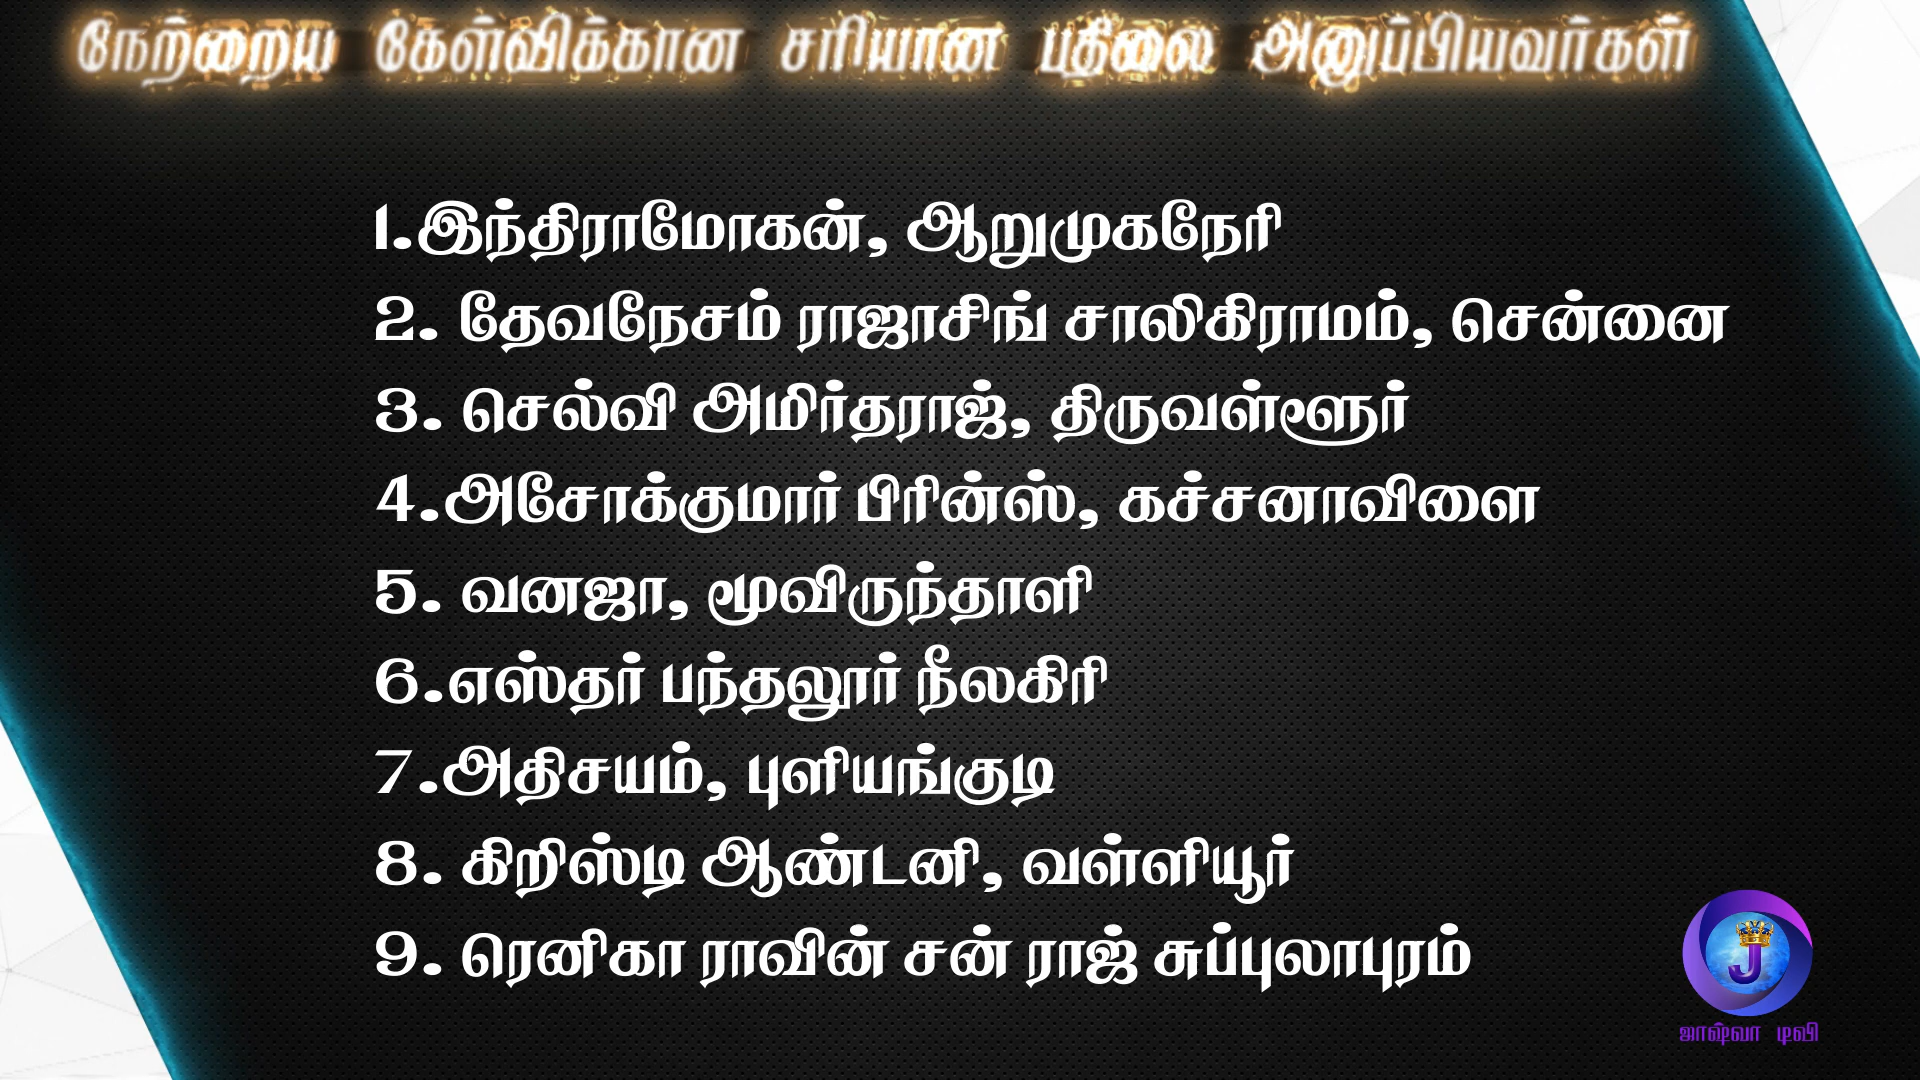 நேற்றைய கேள்விக்கான சரியான பதிலை அனுப்பியவர்கள்
1.இந்திராமோகன், ஆறுமுகநேரி
2. தேவநேசம் ராஜாசிங் சாலிகிராமம், சென்னை
3. செல்வி அமிர்தராஜ், திருவள்ளூர்
4.அசோக்குமார் பிரின்ஸ், கச்சனாவிளை
5. வனஜா, மூவிருந்தாளி
6.எஸ்தர் பந்தலூர் நீலகிரி
7.அதிசயம், புளியங்குடி
8. கிறிஸ்டி ஆண்டனி, வள்ளியூர்
9. ரெனிகா ராவின் சன் ராஜ் சுப்புலாபுரம்
J
ஜாஷ்வா டிவி